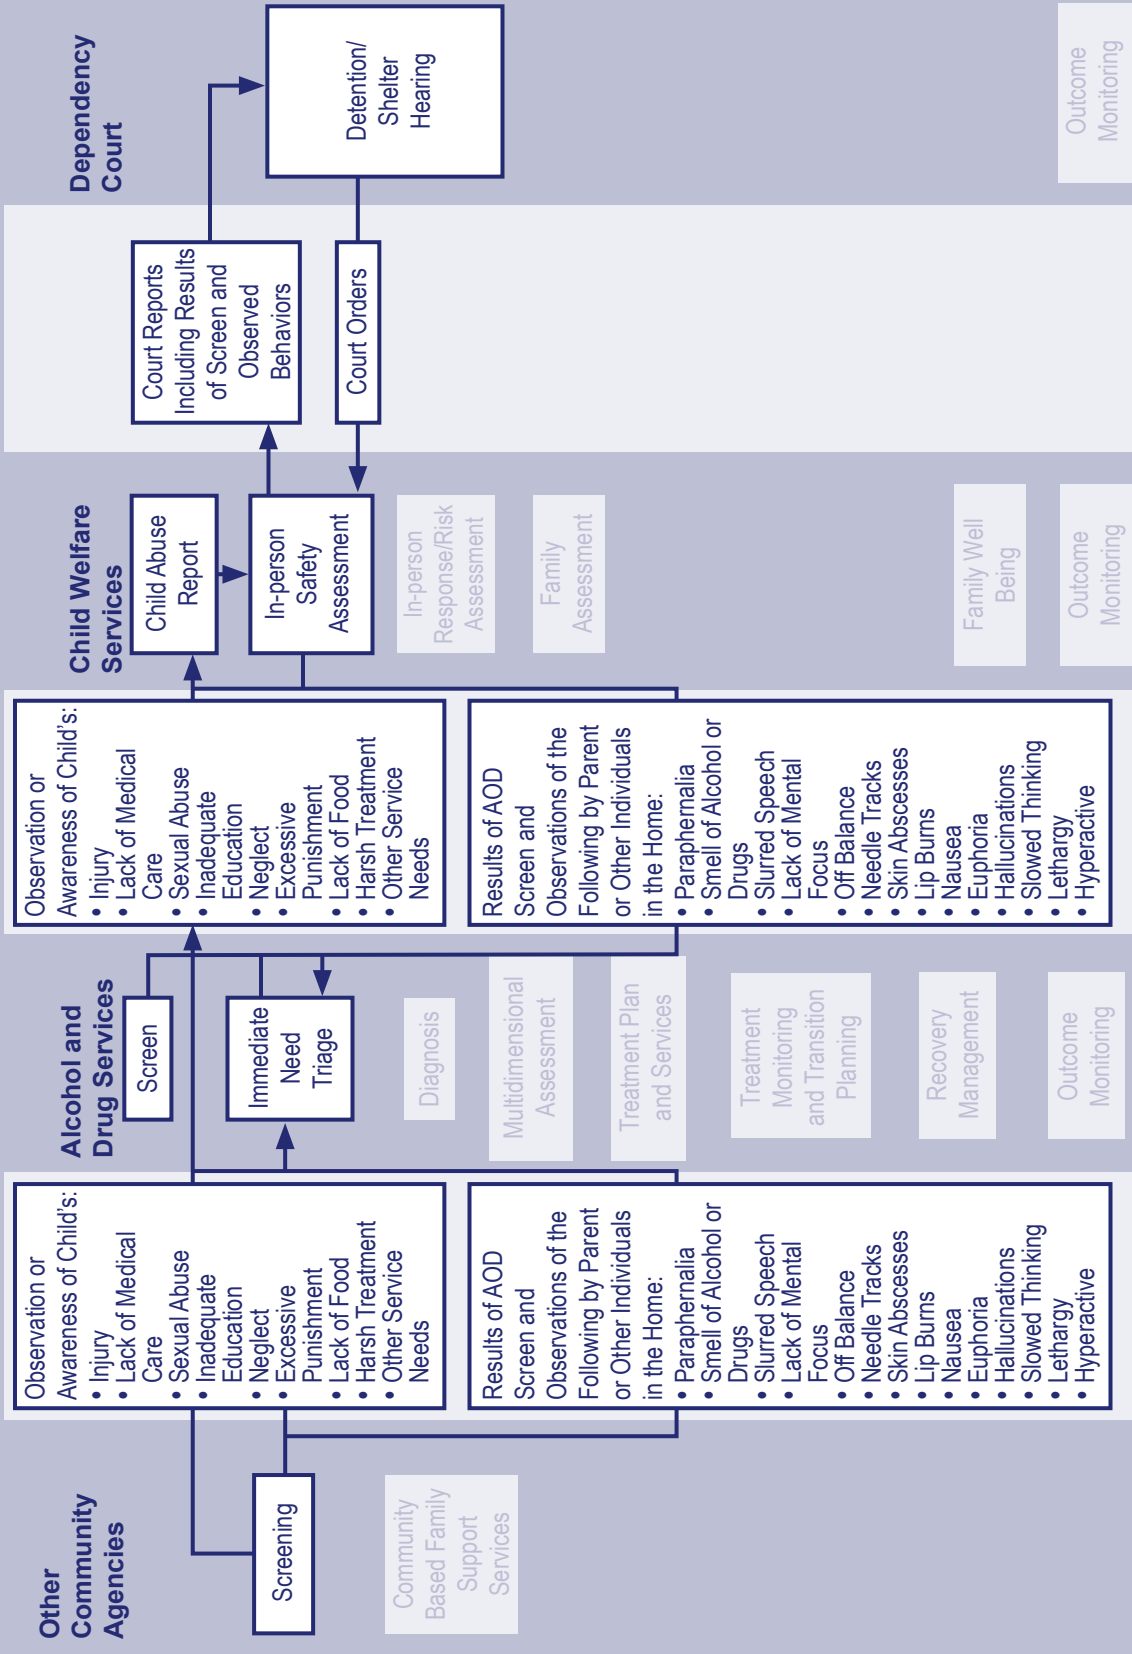 Other
Community
Agencies
Screening
Community
Based Family
Support
Services
Observation or
Awareness of Child's:
• Injury
• Lack of Medical
Care
• Sexual Abuse
• Inadequate
Education
• Neglect
• Excessive
Punishment
• Lack of Food
• Harsh Treatment
• Other Service
Needs
Results of AOD
Screen and
Observations of the
Following by Parent
or Other Individuals
in the Home:
• Paraphernalia
• Smell of Alcohol or
Drugs
• Slurred Speech
• Lack of Mental
Focus
• Off Balance
• Needle Tracks
• Skin Abscesses
• Lip Burns
• Nausea
• Euphoria
• Hallucinations
• Slowed Thinking
• Lethargy
• Hyperactive
Alcohol and
Drug Services
Screen
Immediate
Need
Triage
Diagnosis
Multidimensional
Assessment
Treatment Plan
and Services
Treatment
Monitoring
and Transition
Planning
Recovery
Management
Outcome
Monitoring
Observation or
Awareness of Child's:
• Injury
• Lack of Medical
Care
• Sexual Abuse
• Inadequate
Education
• Neglect
• Excessive
Punishment
• Lack of Food
• Harsh Treatment
• Other Service
Needs
Results of AOD
Screen and
Observations of the
Following by Parent
or Other Individuals
in the Home:
• Paraphernalia
• Smell of Alcohol or
Drugs
• Slurred Speech
• Lack of Mental
Focus
• Off Balance
• Needle Tracks
• Skin Abscesses
• Lip Burns
• Nausea
• Euphoria
• Hallucinations
• Slowed Thinking
• Lethargy
• Hyperactive
Child Welfare
Services
Child Abuse
Report
In-person
Safety
Assessment
In-person
Response/Risk
Assessment
Family
Assessment
Family Well
Being
Outcome
Monitoring
Court Reports
Including Results
of Screen and
Observed
Behaviors
Court Orders
Dependency
Court
Detention/
Shelter
Hearing
Outcome
Monitoring